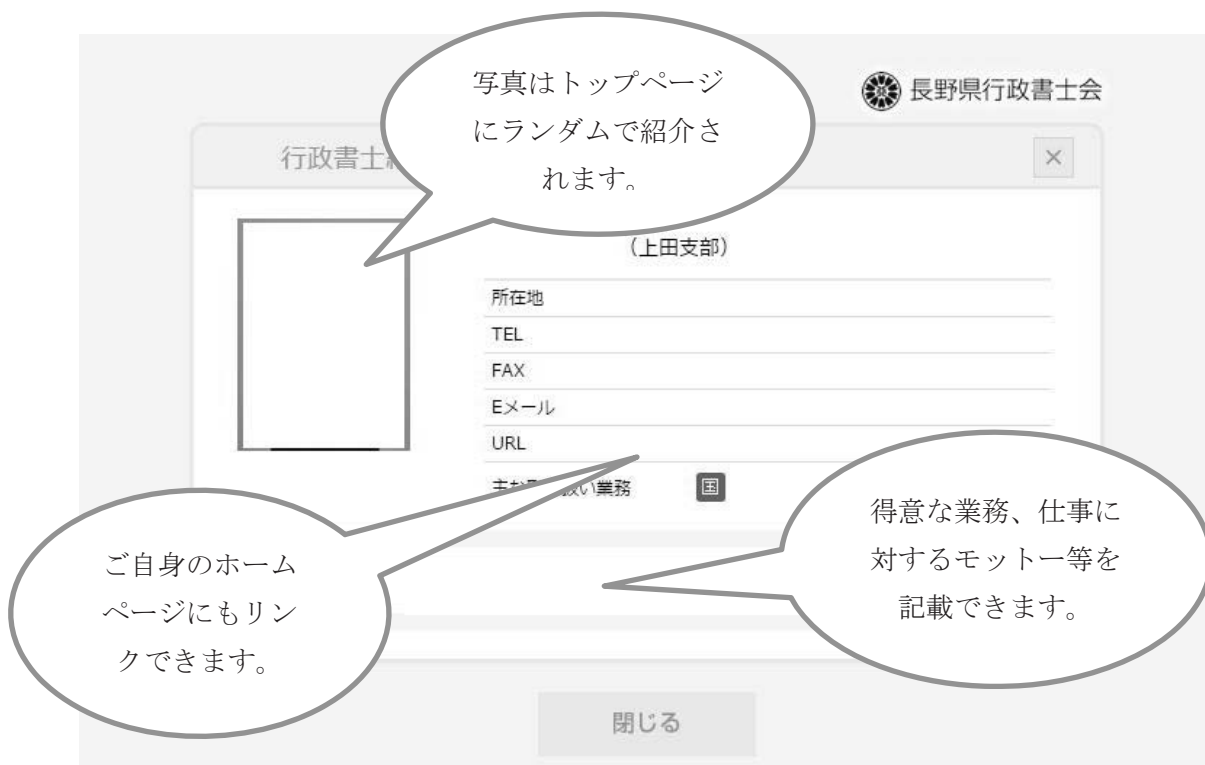 写真はトップページ
にランダムで紹介さ
れます。
長野県行政書士会
行政書士
×
（上田支部）
所在地
TEL
FAX
Eメール
URL
主な
扱い業務
国
得意な業務、仕事に
対するモットー等を
記載できます。
ご自身のホーム
ページにもリン
クできます。
閉じる